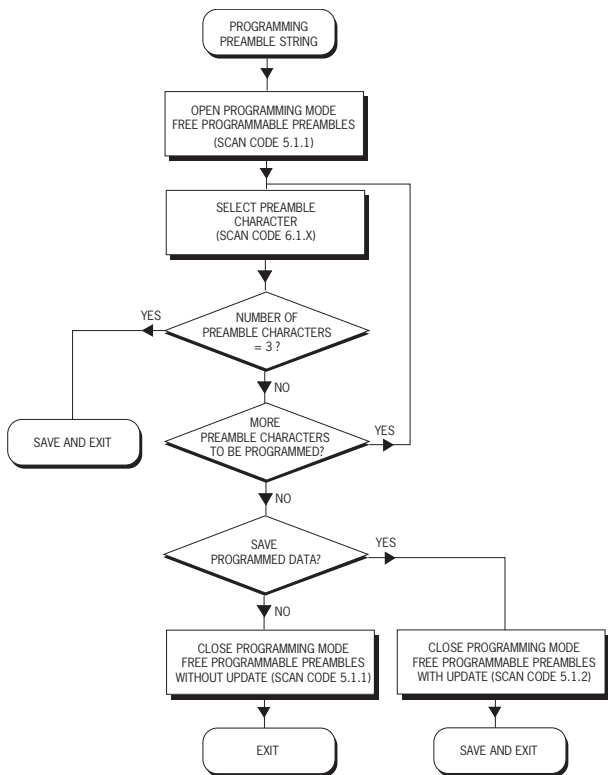 PROGRAMMING
PREAMBLE STRING
OPEN PROGRAMMING MODE
FREE PROGRAMMABLE PREAMBLES
(SCAN CODE 5.1.1)
SELECT PREAMBLE
CHARACTER
(SCAN CODE 6.1.X)
YES
NUMBER OF
PREAMBLE CHARACTERS
= 3 ?
NO
SAVE AND EXIT
MORE
PREAMBLE CHARACTERS
TO BE PROGRAMMED?
YES
NO
SAVE
PROGRAMMED DATA?
YES
NO
CLOSE PROGRAMMING MODE
FREE PROGRAMMABLE PREAMBLES
WITHOUT UPDATE (SCAN CODE 5.1.1)
CLOSE PROGRAMMING MODE
FREE PROGRAMMABLE PREAMBLES
WITH UPDATE (SCAN CODE 5.1.2)
EXIT
SAVE AND EXIT